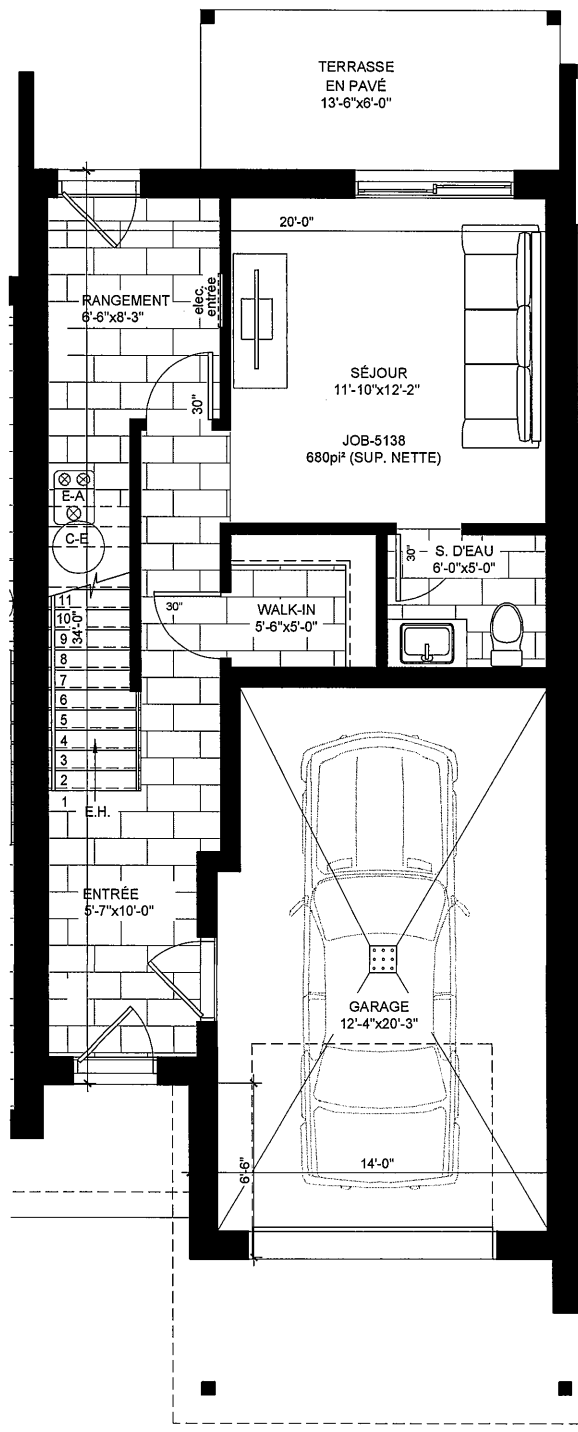 TERRASSE
EN PAVÉ
13'-6"x6'-0"
20'-0"
RANGEMENT
6'-6"x8'-3"
elec.
entrée
SÉJOUR
11'-10"x12'-2"
30"
JOB-5138
680pi² (SUP. NETTE)
E-A
C-E
30"
S. D'EAU
6'-0"x5'-0"
30"
WALK-IN
5'-6"x5'-0"
11
10
9
8
7
6
5
4
3
2
1
34'-0"
E.H.
ENTRÉE
5'-7"x10'-0"
GARAGE
12'-4"x20'-3"
14'-0"
6'-6"